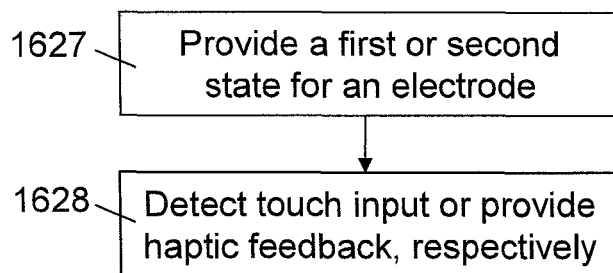 1627
Provide a first or second
state for an electrode
1628
Detect touch input or provide
haptic feedback, respectively